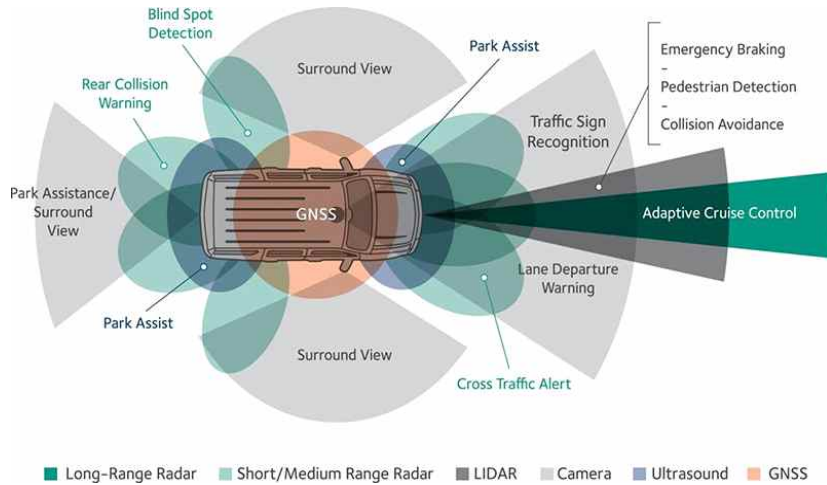 Blind Spot
Detection
Surround View
Park Assist
Emergency Braking
-
Pedestrian Detection
-
Collision Avoidance
Rear Collision
Warning
Traffic Sign
Recognition
Park Assistance/
Surround
View
GNSS
Adaptive Cruise Control
Lane Departure
Warning
Park Assist
Surround View
Cross Traffic Alert
Long-Range Radar
Short/Medium Range Radar
LIDAR
Camera
Ultrasound
GNSS